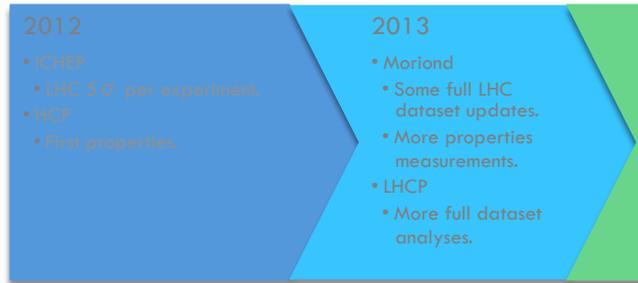 2012
• ICHEP
• LHC 5.0σ per experiment.
• HCP
• First properties.
2013
• Moriond
• Some full LHC
dataset updates.
• More properties
measurements.
• LHCP
• More full dataset
analyses.